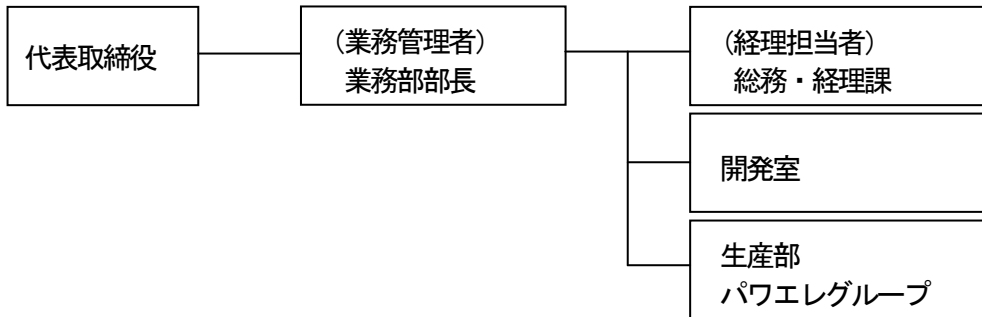 代表取締役
（業務管理者）
業務部部長
（経理担当者）
総務・経理課
開発室
生産部
パワエレグループ